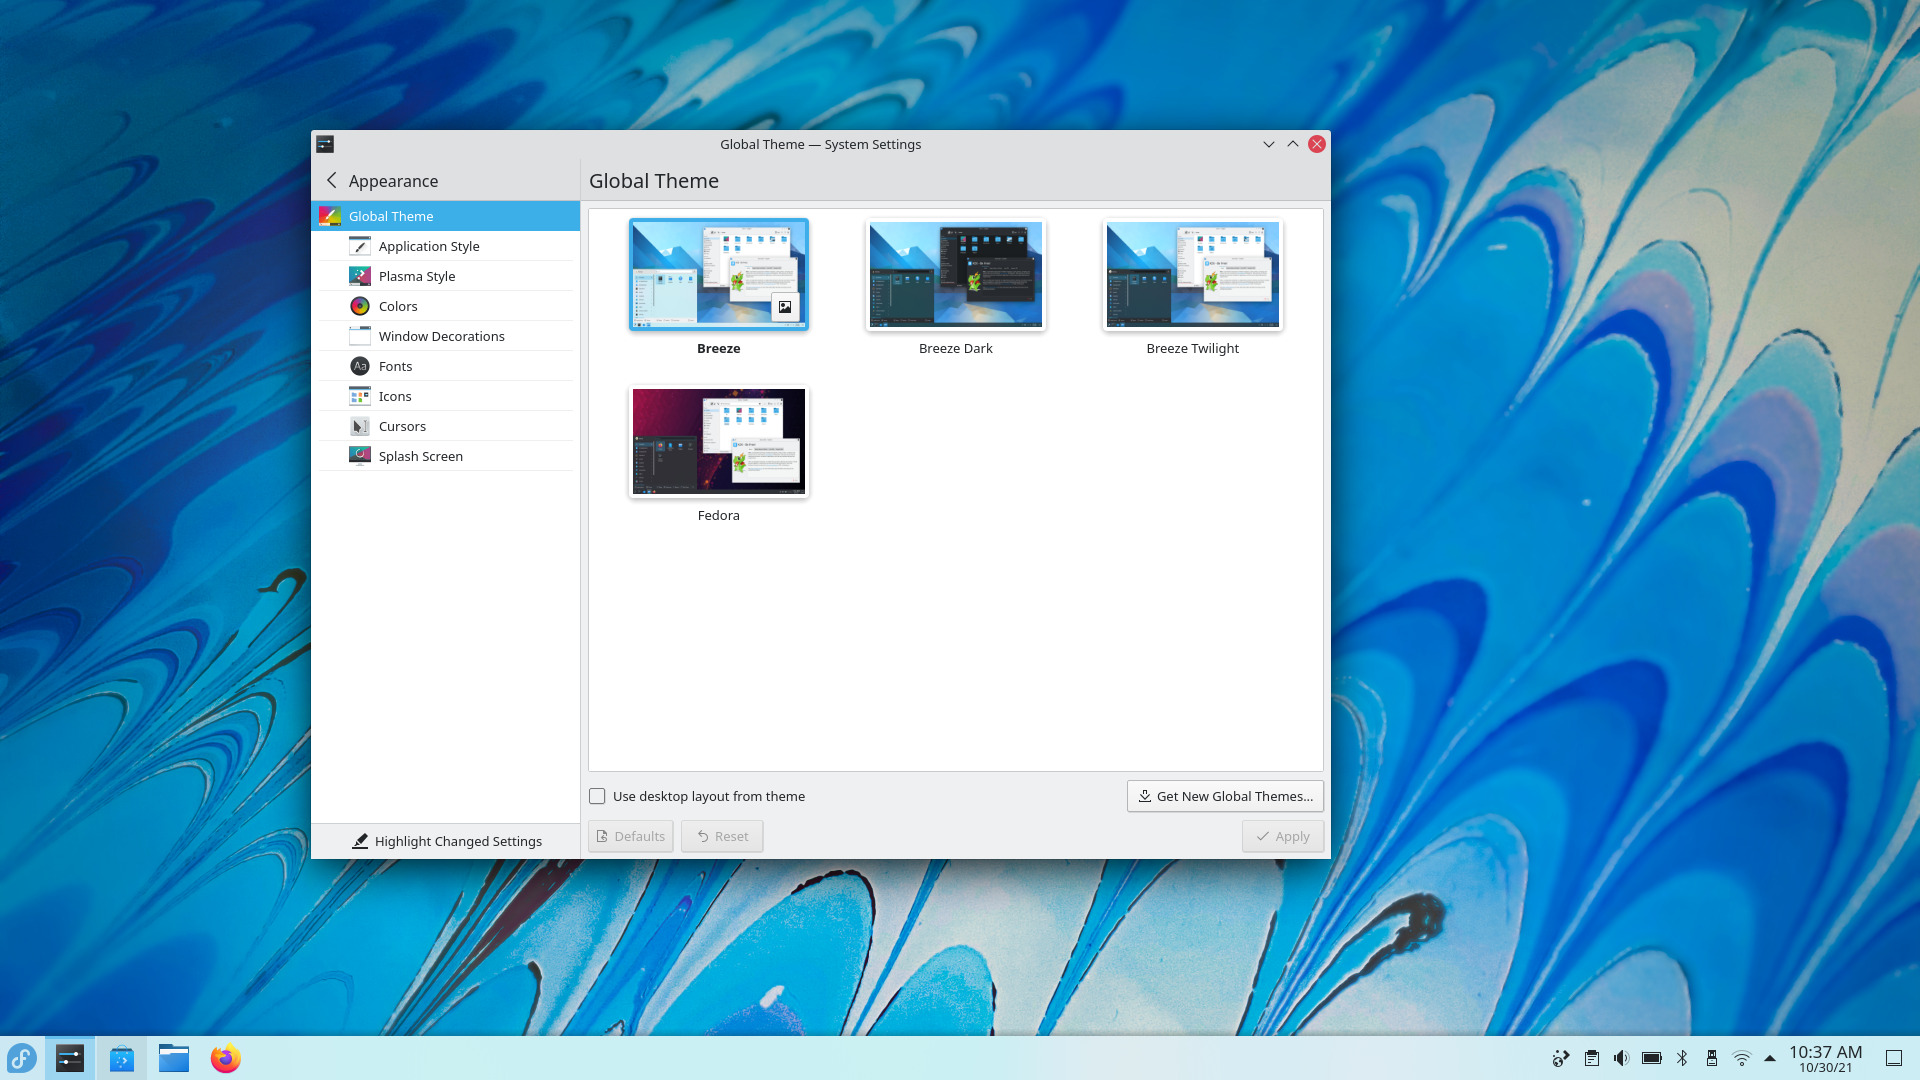 Global Theme — System Settings
Appearance
Global Theme
Global Theme
Application Style
Plasma Style
Colors
Window Decorations
Aa
Fonts
Icons
Cursors
Splash Screen
Breeze
Breeze Dark
Breeze Twilight
Fedora
Use desktop layout from theme
Get New Global Themes...
Highlight Changed Settings
Defaults
Reset
Apply
10:37 AM
10/30/21